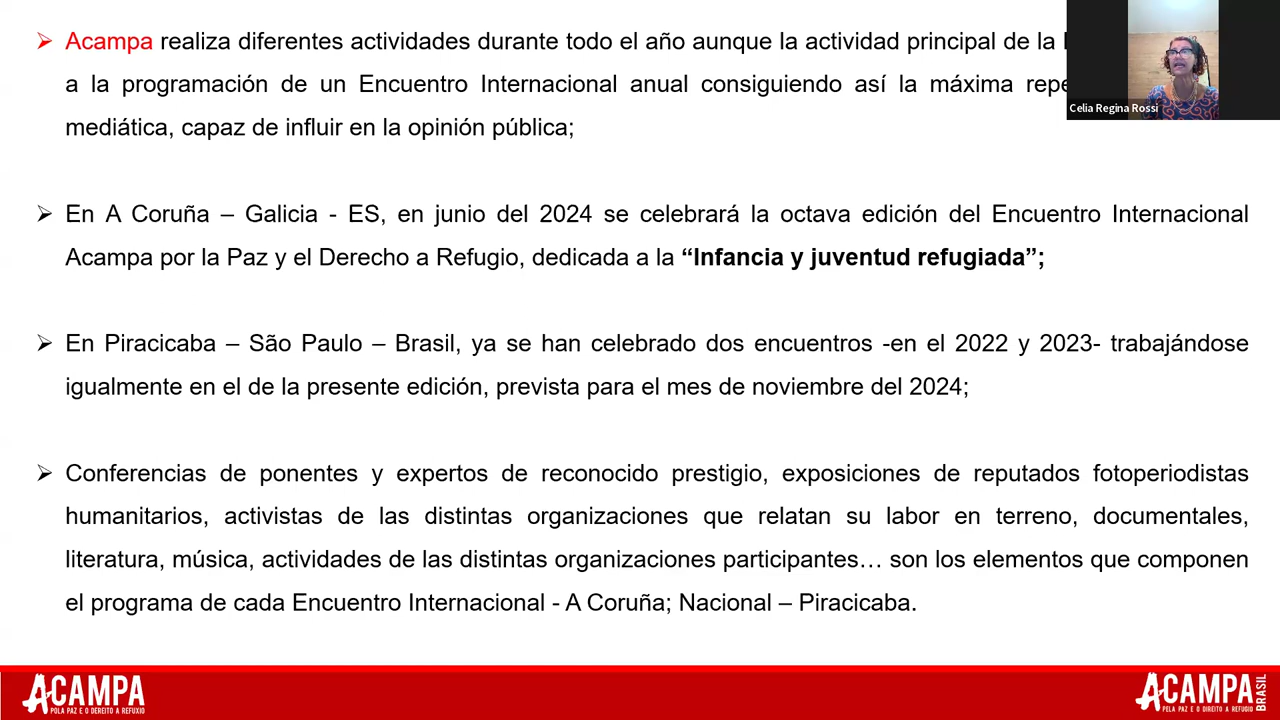 Acampa realiza diferentes actividades durante todo el año aunque la actividad principal de la
a la programación de un Encuentro Internacional anual consiguiendo así la máxima
mediática, capaz de influir en la opinión pública;
Celia Regina Rossi
En A Coruña – Galicia - ES, en junio del 2024 se celebrará la octava edición del Encuentro Internacional
Acampa por la Paz y el Derecho a Refugio, dedicada a la “Infancia y juventud refugiada”;
En Piracicaba – São Paulo – Brasil, ya se han celebrado dos encuentros -en el 2022 y 2023- trabajándose
igualmente en el de la presente edición, prevista para el mes de noviembre del 2024;
Conferencias de ponentes y expertos de reconocido prestigio, exposiciones de reputados fotoperiodistas
humanitarios, activistas de las distintas organizaciones que relatan su labor en terreno, documentales,
literatura, música, actividades de las distintas organizaciones participantes… son los elementos que componen
el programa de cada Encuentro Internacional - A Coruña; Nacional – Piracicaba.
ACAMPA
POLA PAZ E O DEREITO A REFUXIO
ACAMPA
PELA PAZ E O DIREITO A REFUGIO
BRASIL